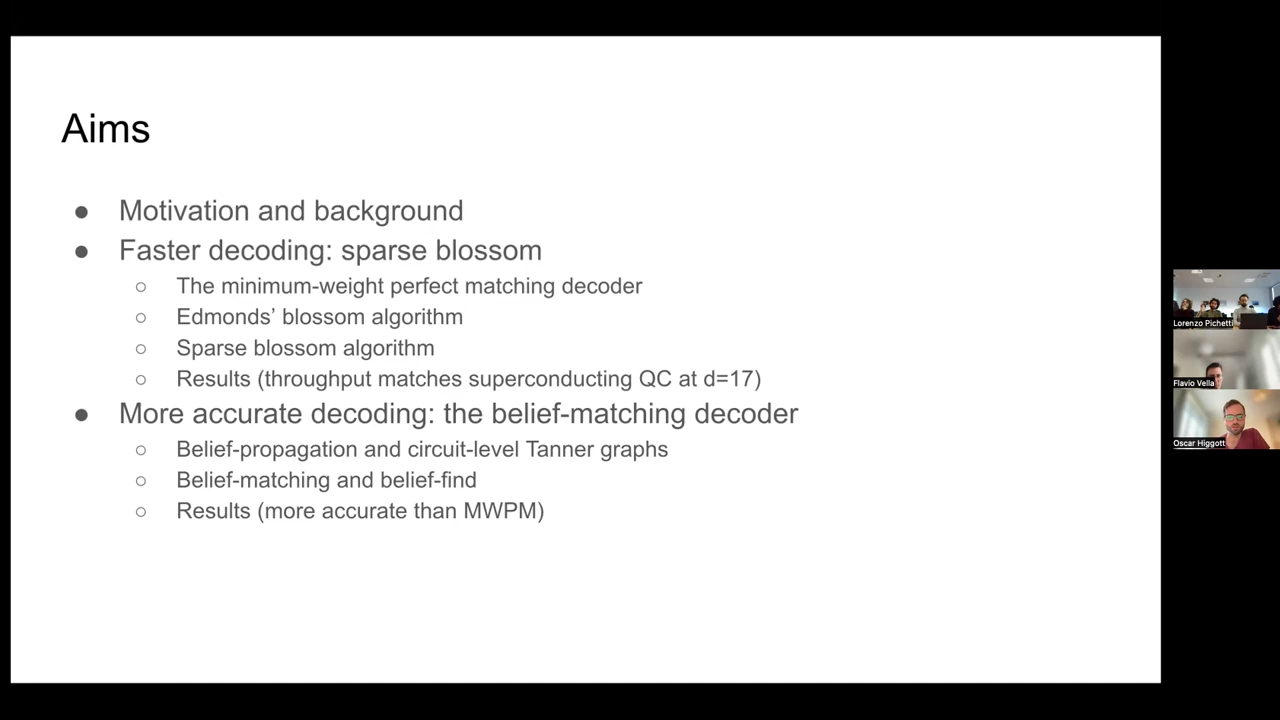 Aims
● Motivation and background
● Faster decoding: sparse blossom
○ The minimum-weight perfect matching decoder
○ Edmonds’ blossom algorithm
○ Sparse blossom algorithm
○ Results (throughput matches superconducting QC at d=17)
● More accurate decoding: the belief-matching decoder
○ Belief-propagation and circuit-level Tanner graphs
○ Belief-matching and belief-find
○ Results (more accurate than MWPM)
Lorenzo Pichetti
Flavio Vella
Oscar Higgott